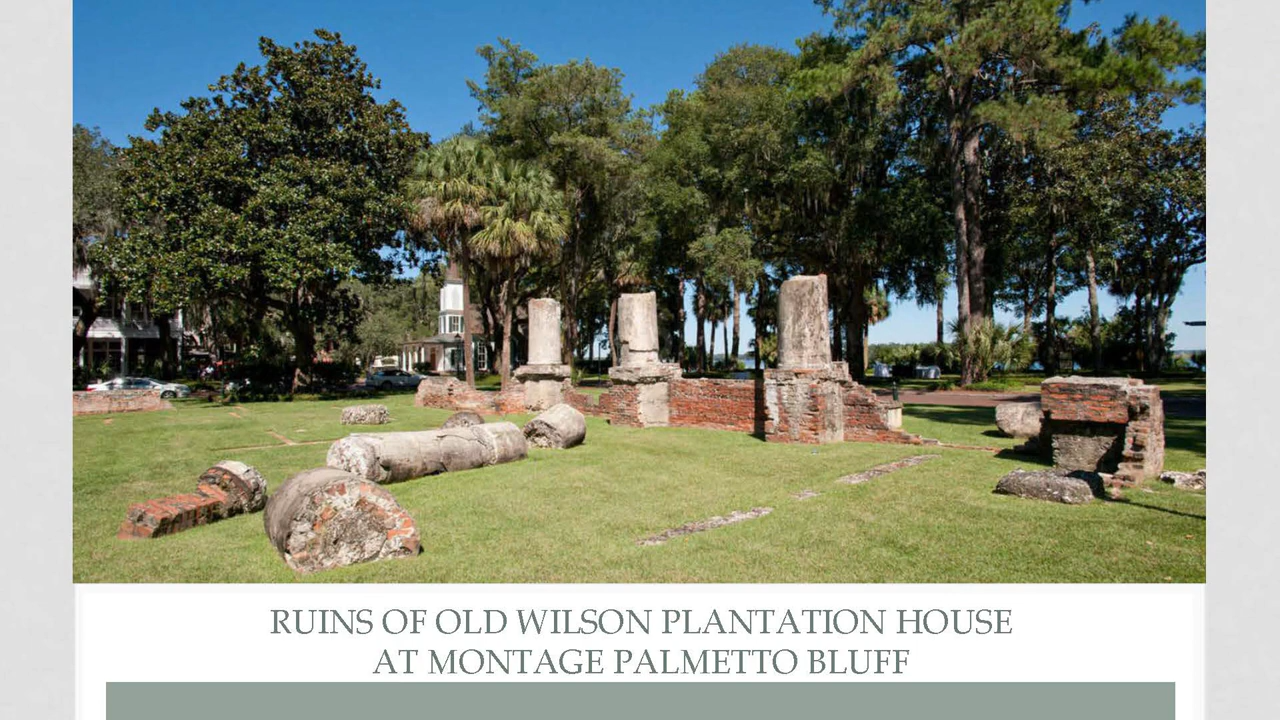 RUINS OF OLD WILSON PLANTATION HOUSE
AT MONTAGE PALMETTO BLUFF